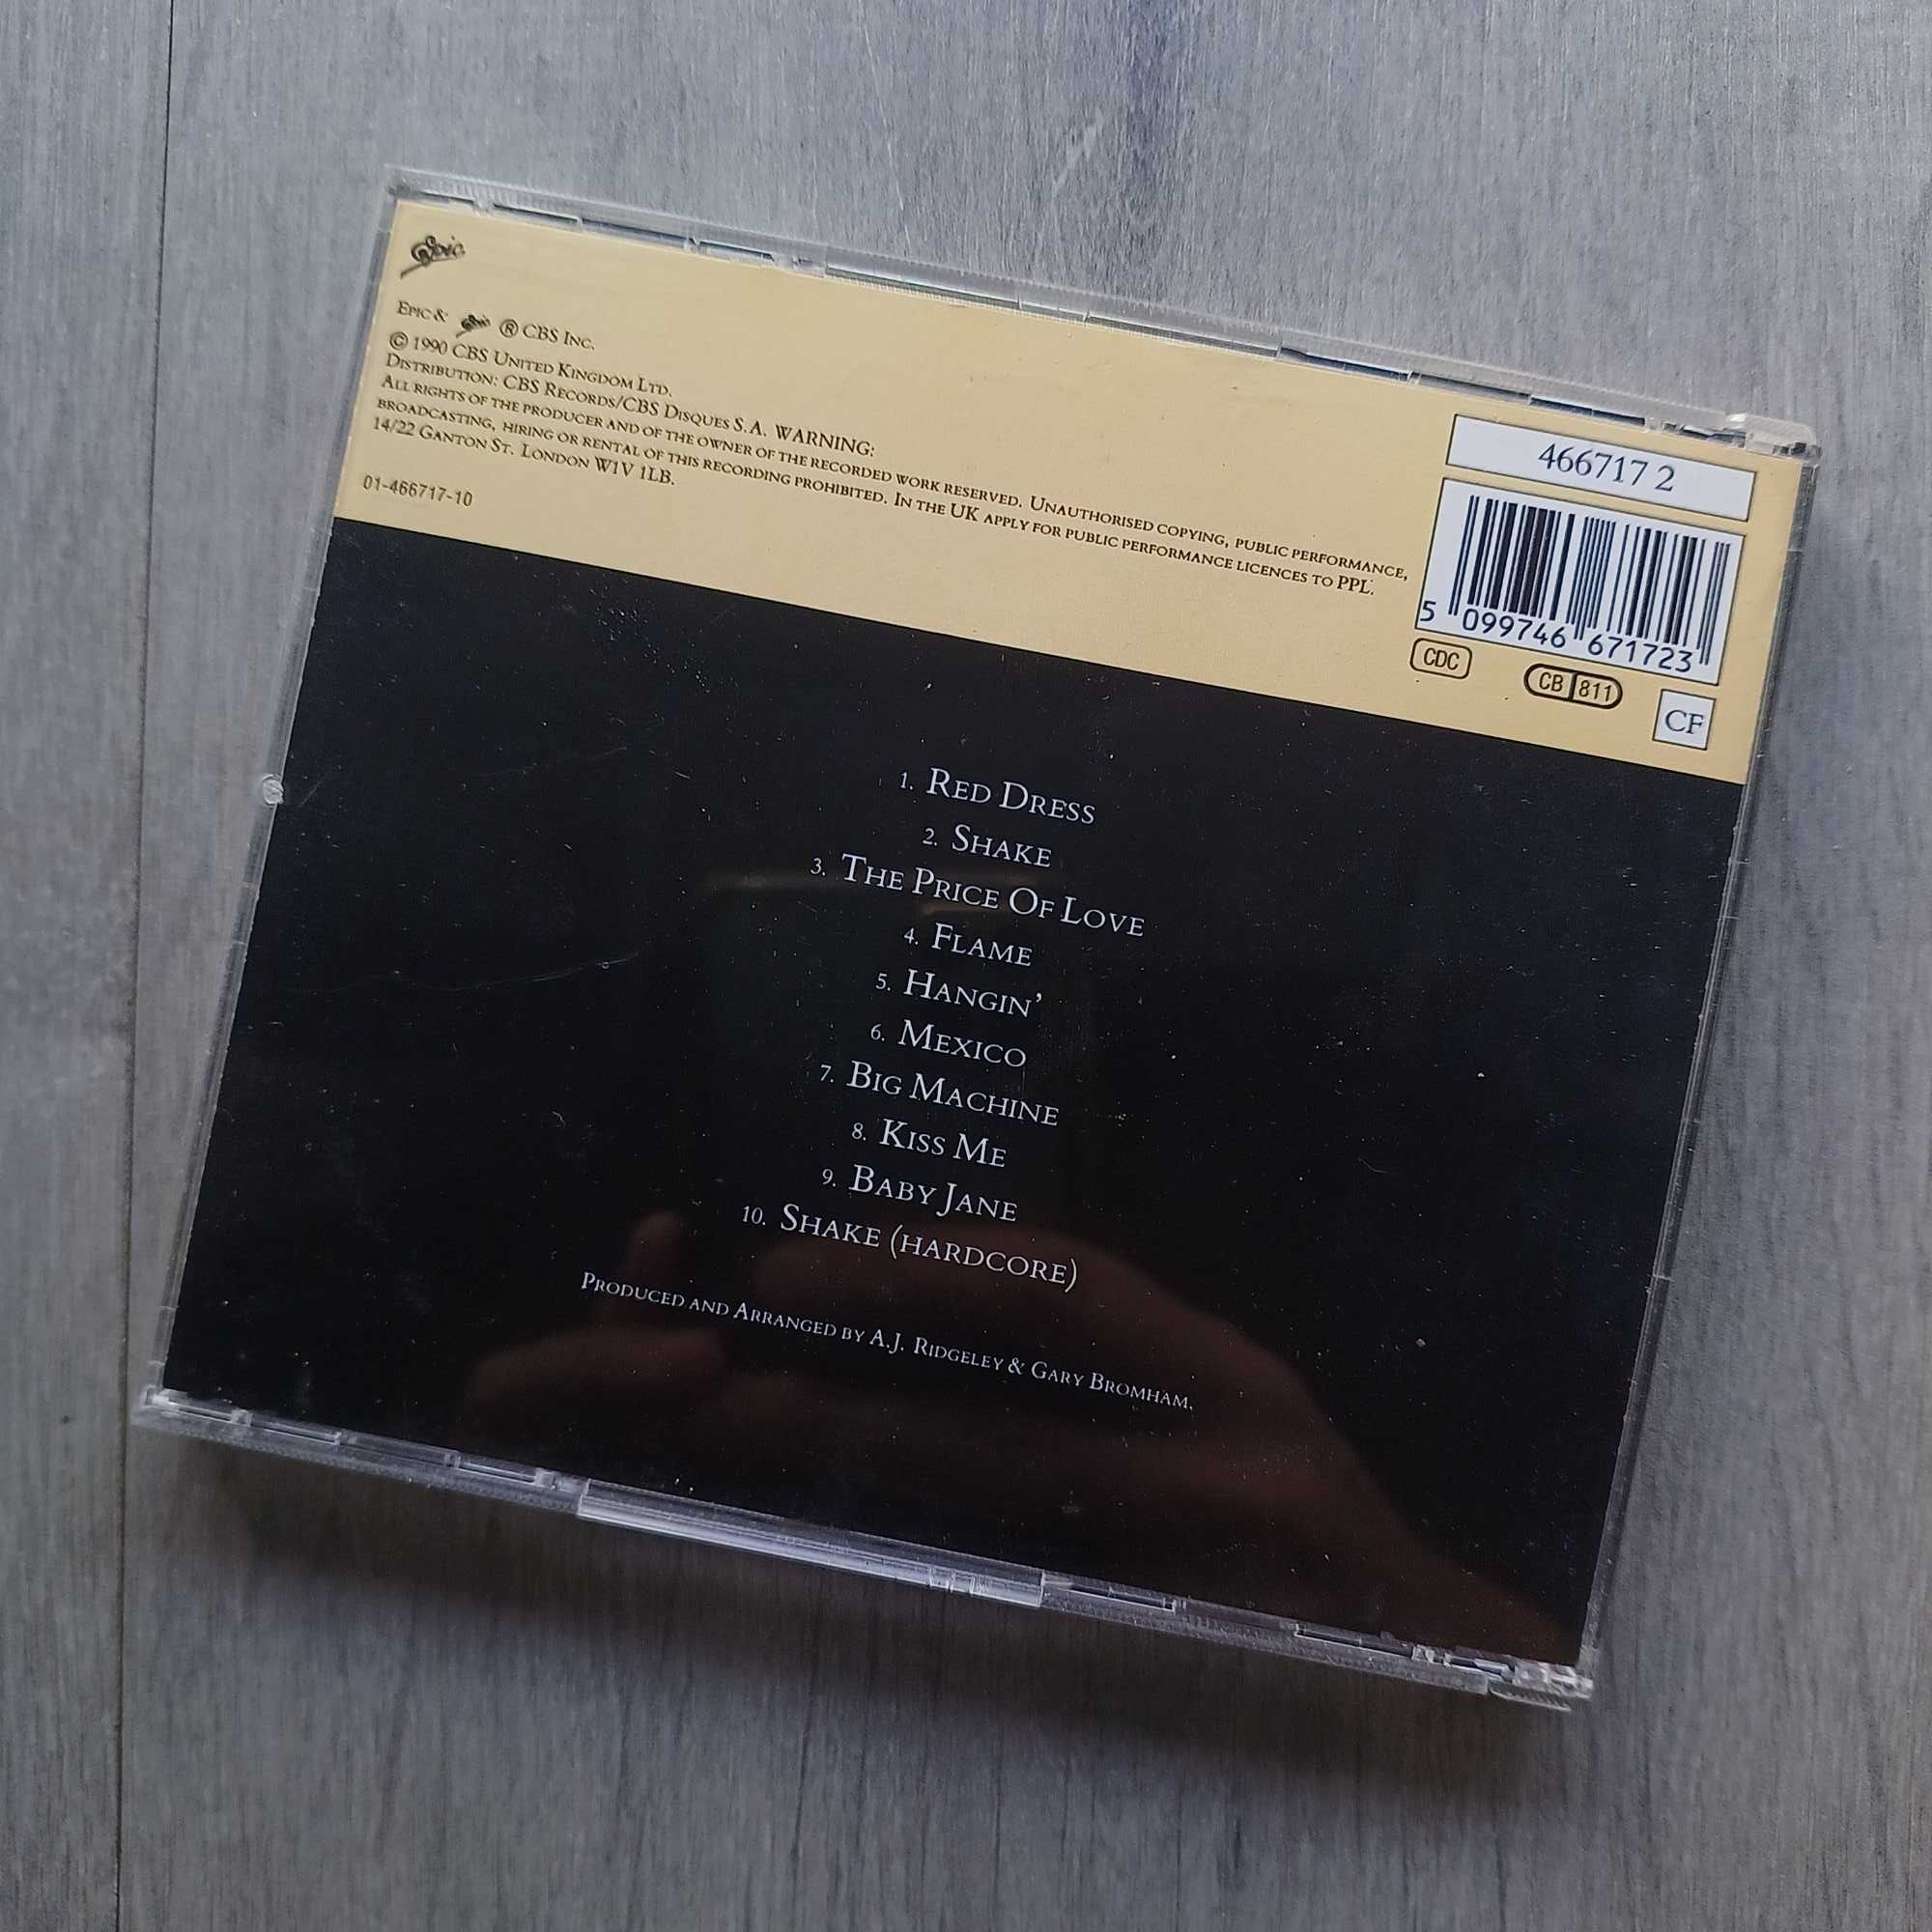 Epic
Epic & Epic ® CBS Inc.
© 1990 CBS United Kingdom Ltd.
Distribution: CBS Records/CBS Disques S.A. WARNING:
All rights of the producer and of the owner of the recorded work reserved. Unauthorised copying, public performance,
broadcasting, hiring or rental of this recording prohibited. In the UK apply for public performance licences to PPL.
14/22 Ganton St. London W1V 1LB.
01-466717-10
466717 2
5 099746 671723
CDC
CB 811
CF
1. Red Dress
2. Shake
3. The Price Of Love
4. Flame
5. Hangin’
6. Mexico
7. Big Machine
8. Kiss Me
9. Baby Jane
10. Shake (hardcore)
Produced and Arranged by A.J. Ridgeley & Gary Bromham.